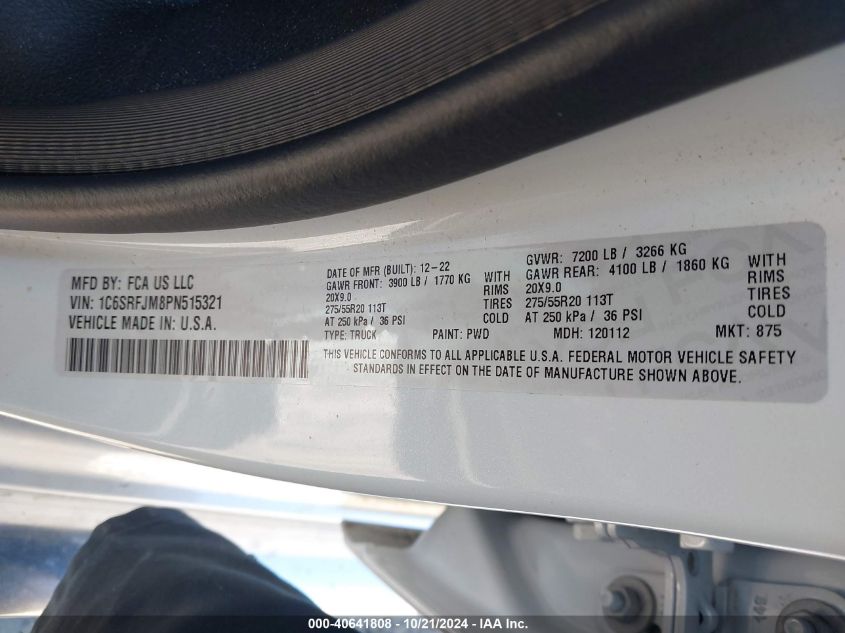 MFD BY: FCA US LLC
VIN: 1C6SRFJM8PN515321
VEHICLE MADE IN: U.S.A.
DATE OF MFR (BUILT): 12-22
GAWR FRONT: 3900 LB / 1770 KG WITH
20X9.0 RIMS
275/55R20 113T TIRES
AT 250 kPa / 36 PSI COLD
TYPE: TRUCK PAINT: PWD
GVWR: 7200 LB / 3266 KG
GAWR REAR: 4100 LB / 1860 KG WITH
20X9.0 RIMS
275/55R20 113T TIRES
AT 250 kPa / 36 PSI COLD
MDH: 120112 MKT: 875
THIS VEHICLE CONFORMS TO ALL APPLICABLE U.S.A. FEDERAL MOTOR VEHICLE SAFETY
STANDARDS IN EFFECT ON THE DATE OF MANUFACTURE SHOWN ABOVE.
000-40641808 - 10/21/2024 - IAA Inc.